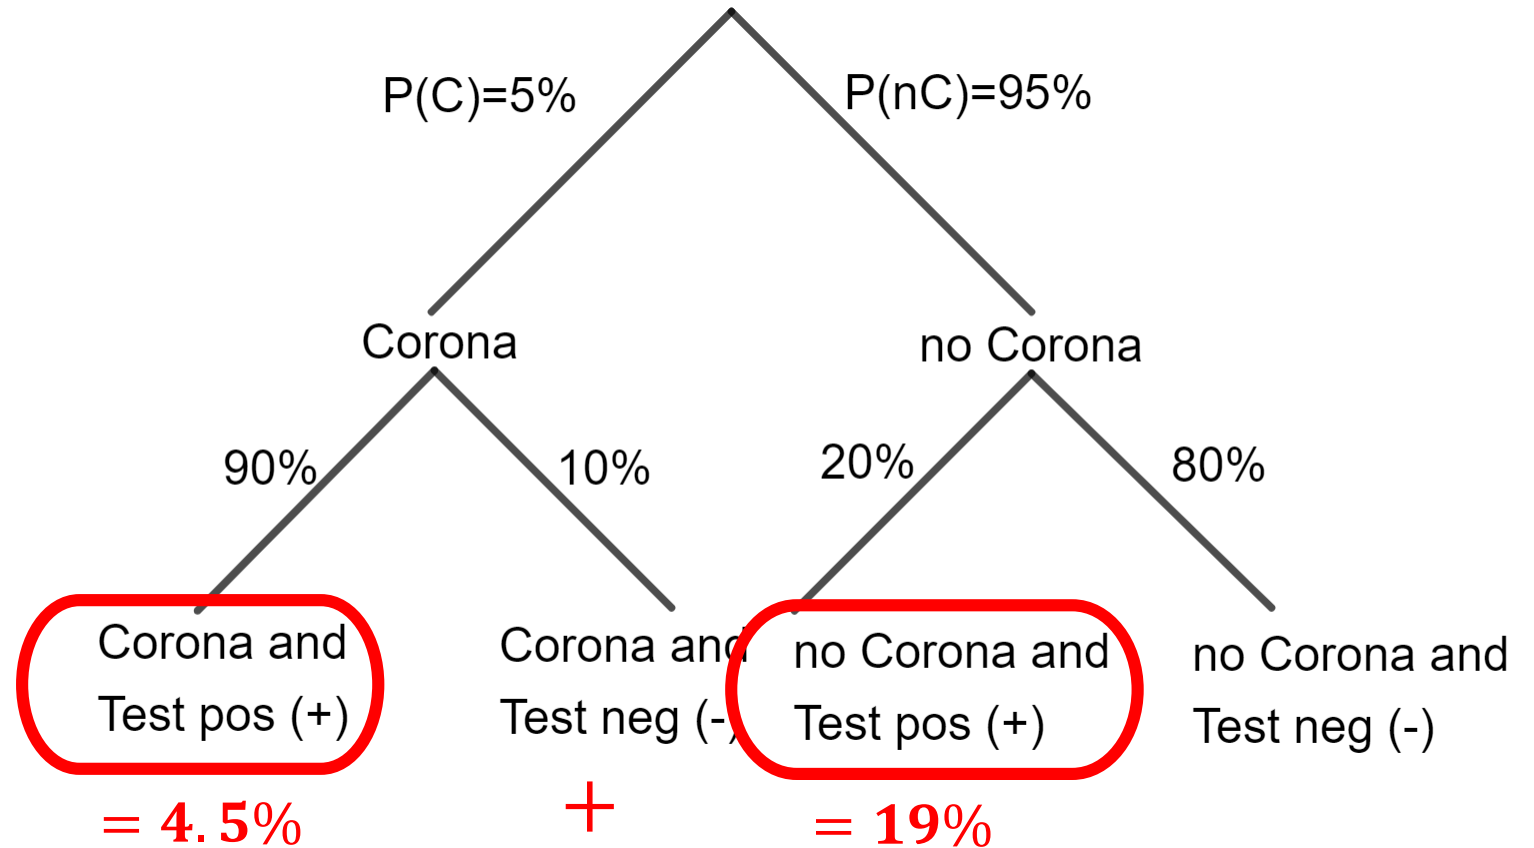 P(C)=5%
P(nC)=95%
Corona
no Corona
90%
10%
20%
80%
Corona and
Test pos (+)
Corona and
Test neg (-)
no Corona and
Test pos (+)
no Corona and
Test neg (-)
= 4.5%
+
= 19%